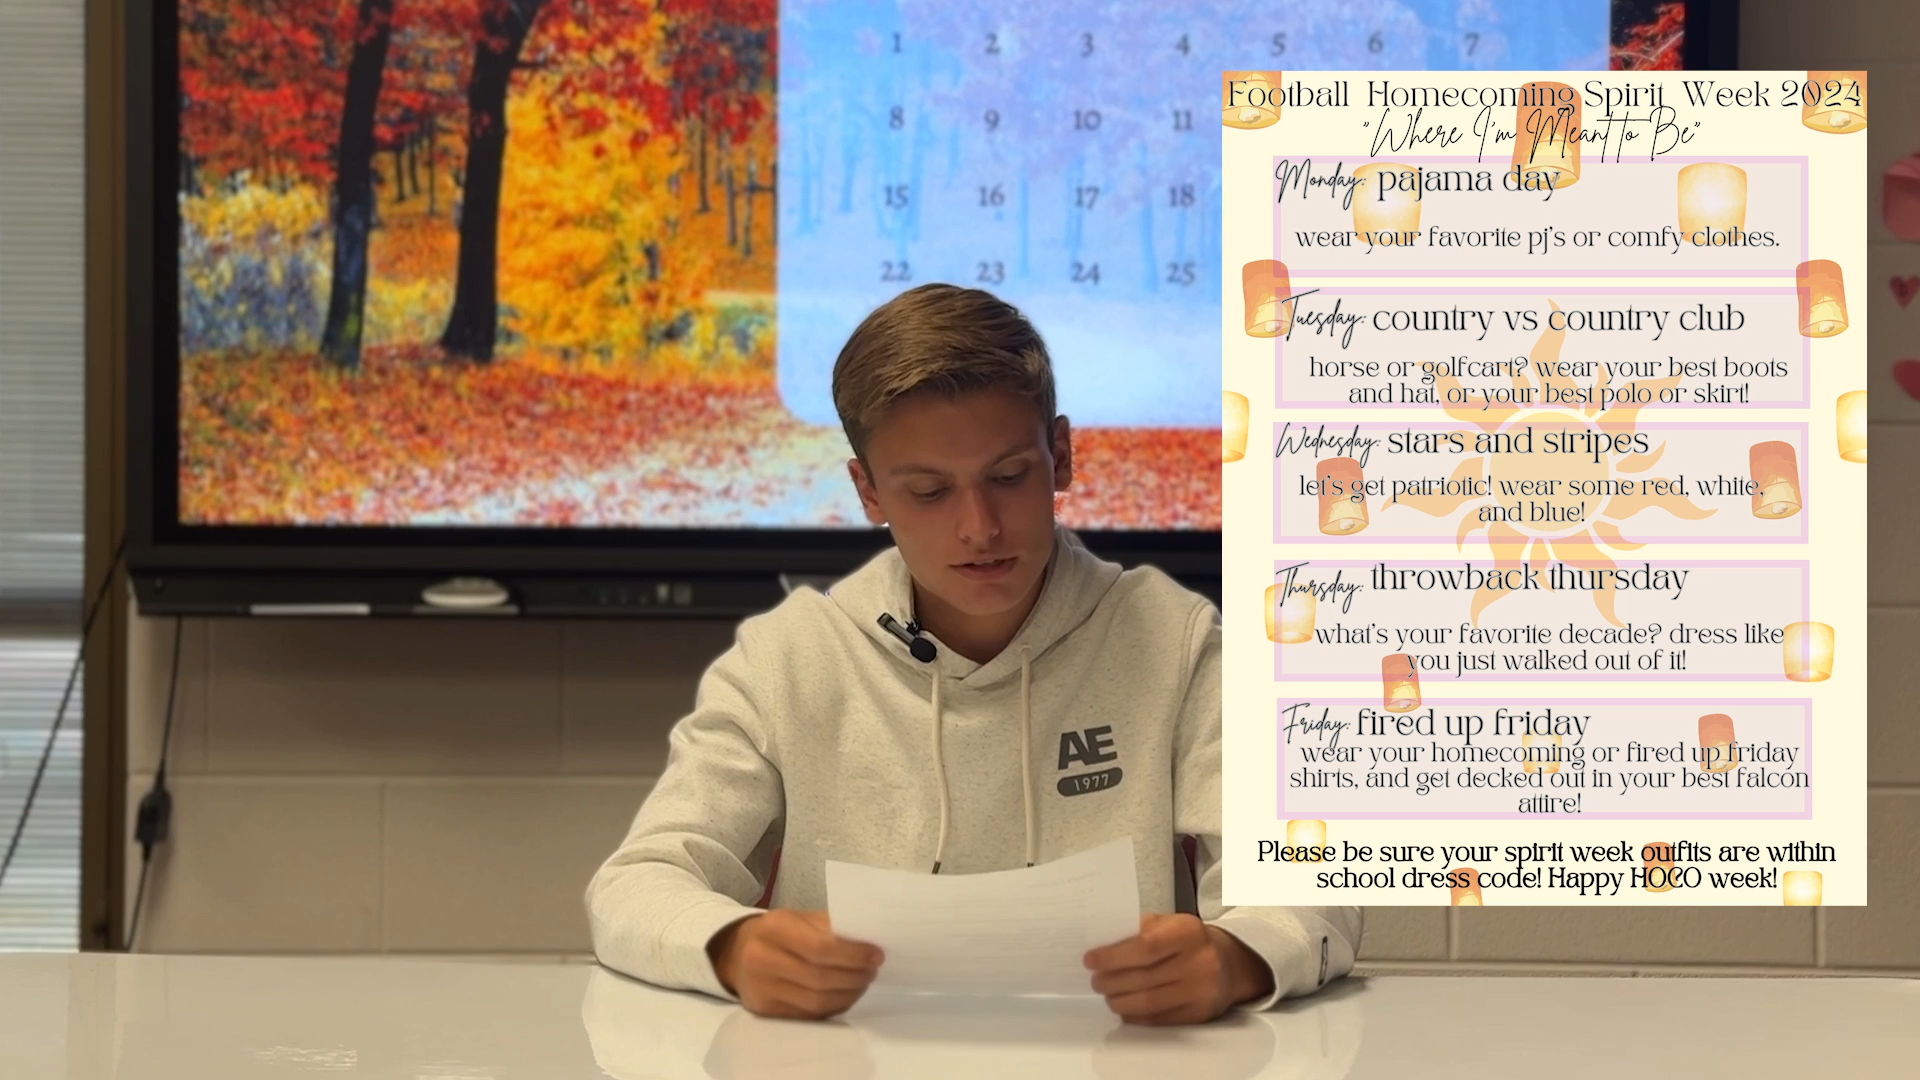 1 2 3 4 5 6 7
8 9 10 11
15 16 17 18
22 23 24 25
AE
1977
Football Homecoming Spirit Week 2024
"Where I'm Meant to Be"
Monday: pajama day
wear your favorite pj's or comfy clothes.
Tuesday: country vs country club
horse or golfcart? wear your best boots
and hat, or your best polo or skirt!
Wednesday: stars and stripes
let's get patriotic! wear some red, white,
and blue!
Thursday: throwback thursday
what's your favorite decade? dress like
you just walked out of it!
Friday: fired up friday
wear your homecoming or fired up friday
shirts, and get decked out in your best falcon
attire!
Please be sure your spirit week outfits are within
school dress code! Happy HOCO week!